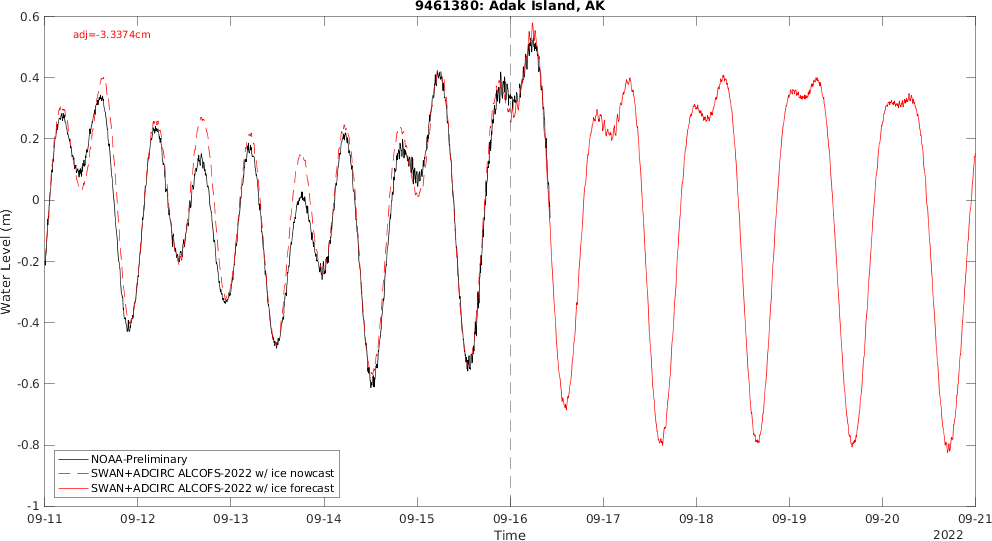 9461380: Adak Island, AK
adj=-3.3374cm
0.6
0.4
0.2
0
-0.2
-0.4
-0.6
-0.8
-1
Water Level (m)
NOAA-Preliminary
SWAN+ADCIRC ALCOFS-2022 w/ ice nowcast
SWAN+ADCIRC ALCOFS-2022 w/ ice forecast
09-11 09-12 09-13 09-14 09-15 09-16 09-17 09-18 09-19 09-20 09-21
Time
2022